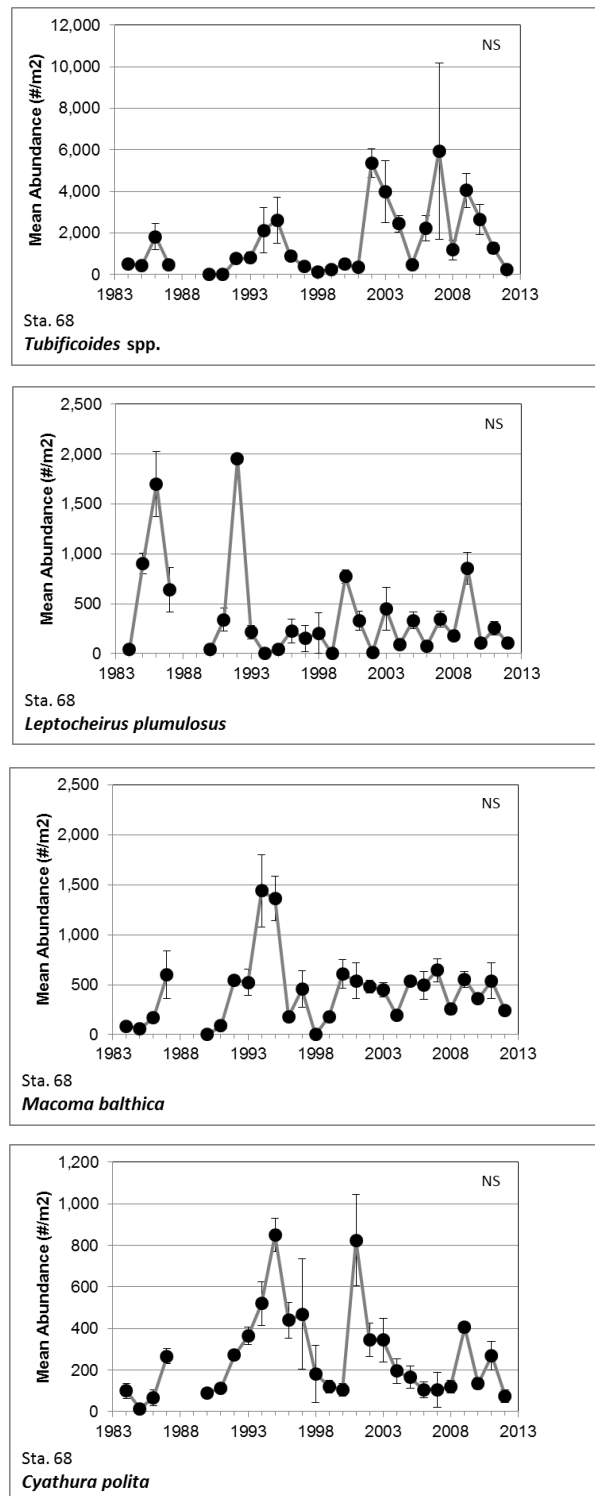 Mean Abundance (#/m2)
12,000
10,000
8,000
6,000
4,000
2,000
0
NS
1983 1988 1993 1998 2003 2008 2013
Sta. 68
Tubificoides spp.
Mean Abundance (#/m2)
2,500
2,000
1,500
1,000
500
0
NS
1983 1988 1993 1998 2003 2008 2013
Sta. 68
Leptocheirus plumulosus
Mean Abundance (#/m2)
2,500
2,000
1,500
1,000
500
0
NS
1983 1988 1993 1998 2003 2008 2013
Sta. 68
Macoma balthica
Mean Abundance (#/m2)
1,200
1,000
800
600
400
200
0
NS
1983 1988 1993 1998 2003 2008 2013
Sta. 68
Cyathura polita